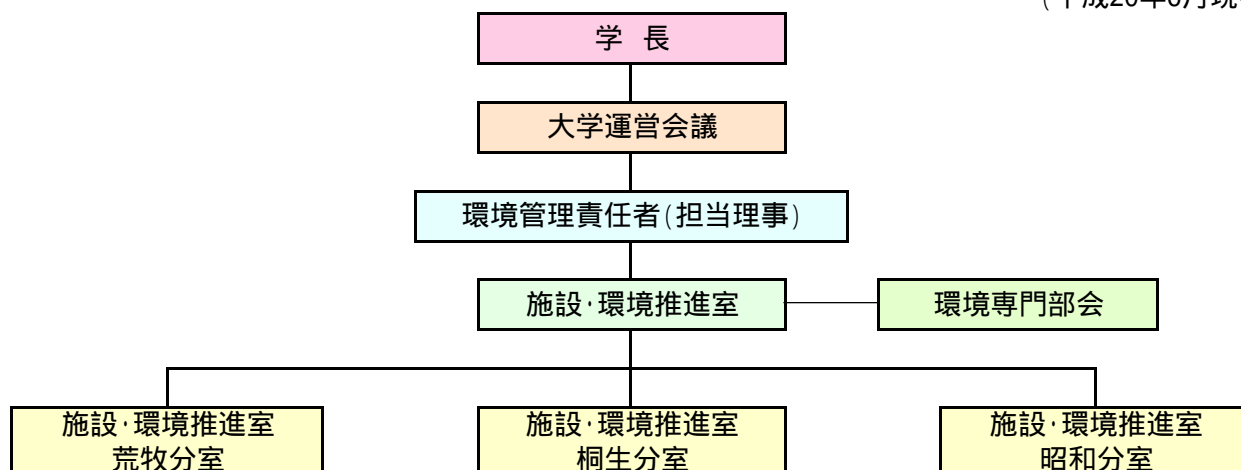 学 長
大学運営会議
環境管理責任者(担当理事)
施設・環境推進室
環境専門部会
施設・環境推進室
荒牧分室
施設・環境推進室
桐生分室
施設・環境推進室
昭和分室